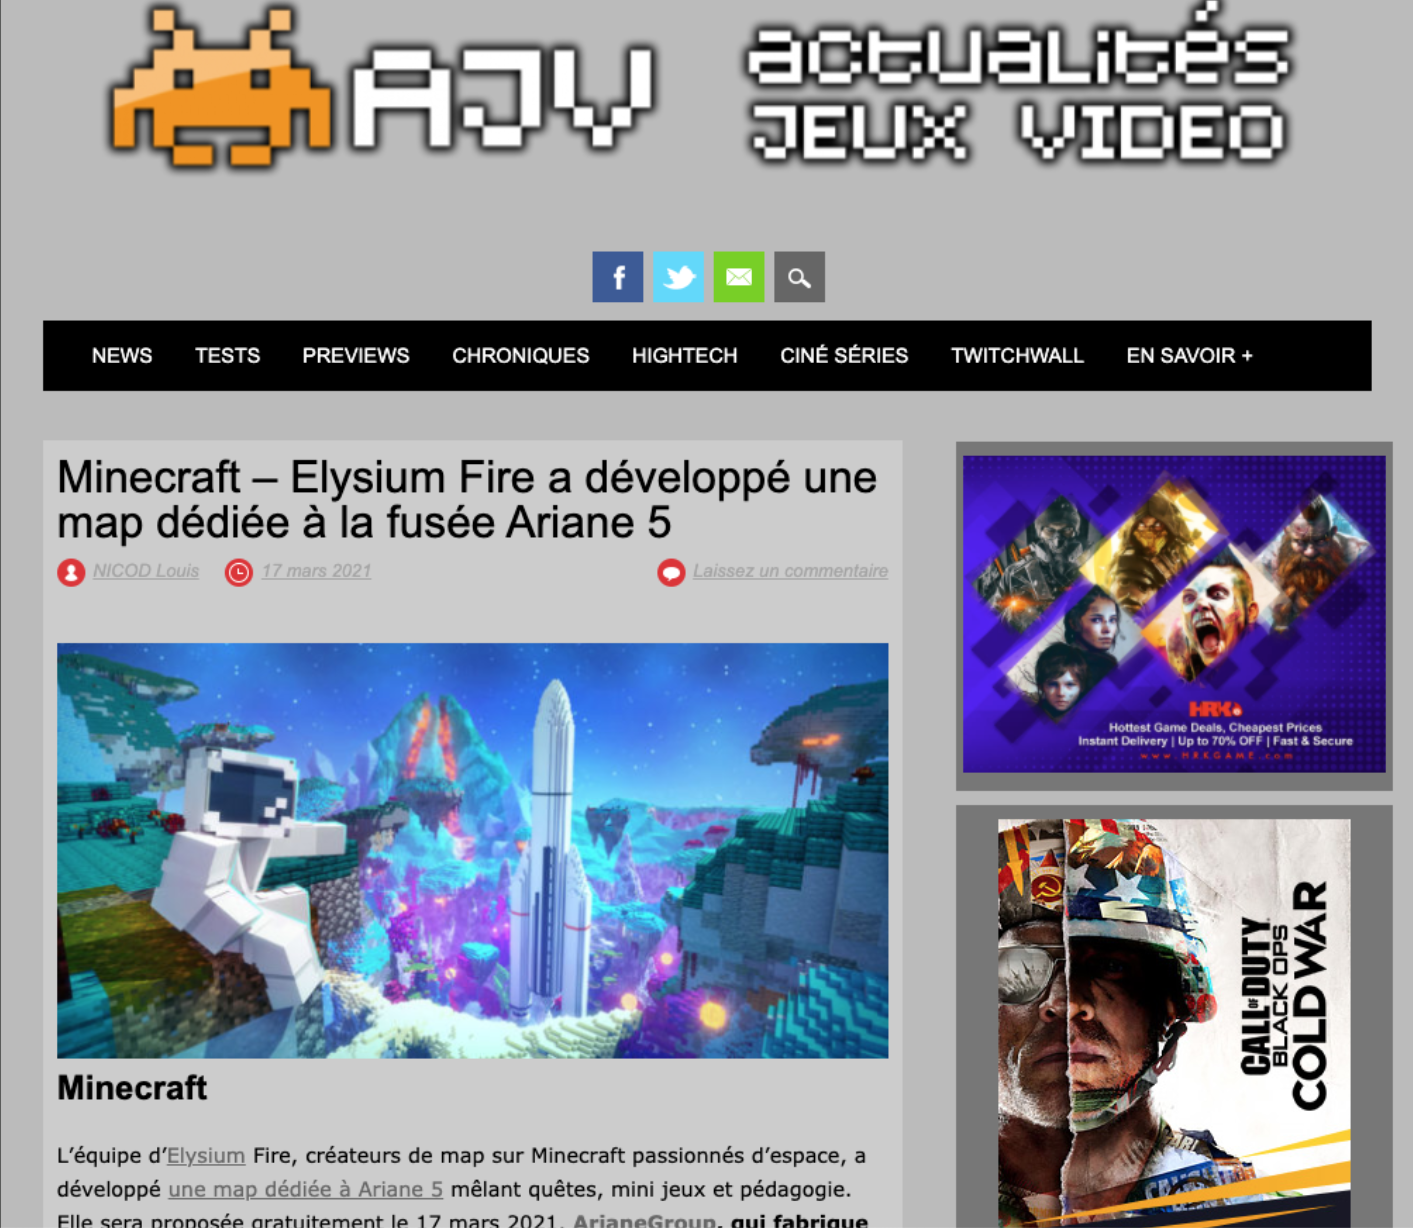 AJV
actualités
JEUX VIDEO
NEWS TESTS PREVIEWS CHRONIQUES HIGHTECH CINÉ SÉRIES TWITCHWALL EN SAVOIR +
Minecraft – Elysium Fire a développé une
map dédiée à la fusée Ariane 5
NICOD Louis 17 mars 2021 Laissez un commentaire
Minecraft
L’équipe d’Elysium Fire, créateurs de map sur Minecraft passionnés d’espace, a
développé une map dédiée à Ariane 5 mêlant quêtes, mini jeux et pédagogie.
Elle sera proposée gratuitement le 17 mars 2021. ArianeGroup, qui fabrique
HRK
Hottest Game Deals, Cheapest Prices
Instant Delivery | Up to 70% OFF | Fast & Secure
www.HRKGAME.com
CALL OF DUTY
BLACK OPS
COLD WAR